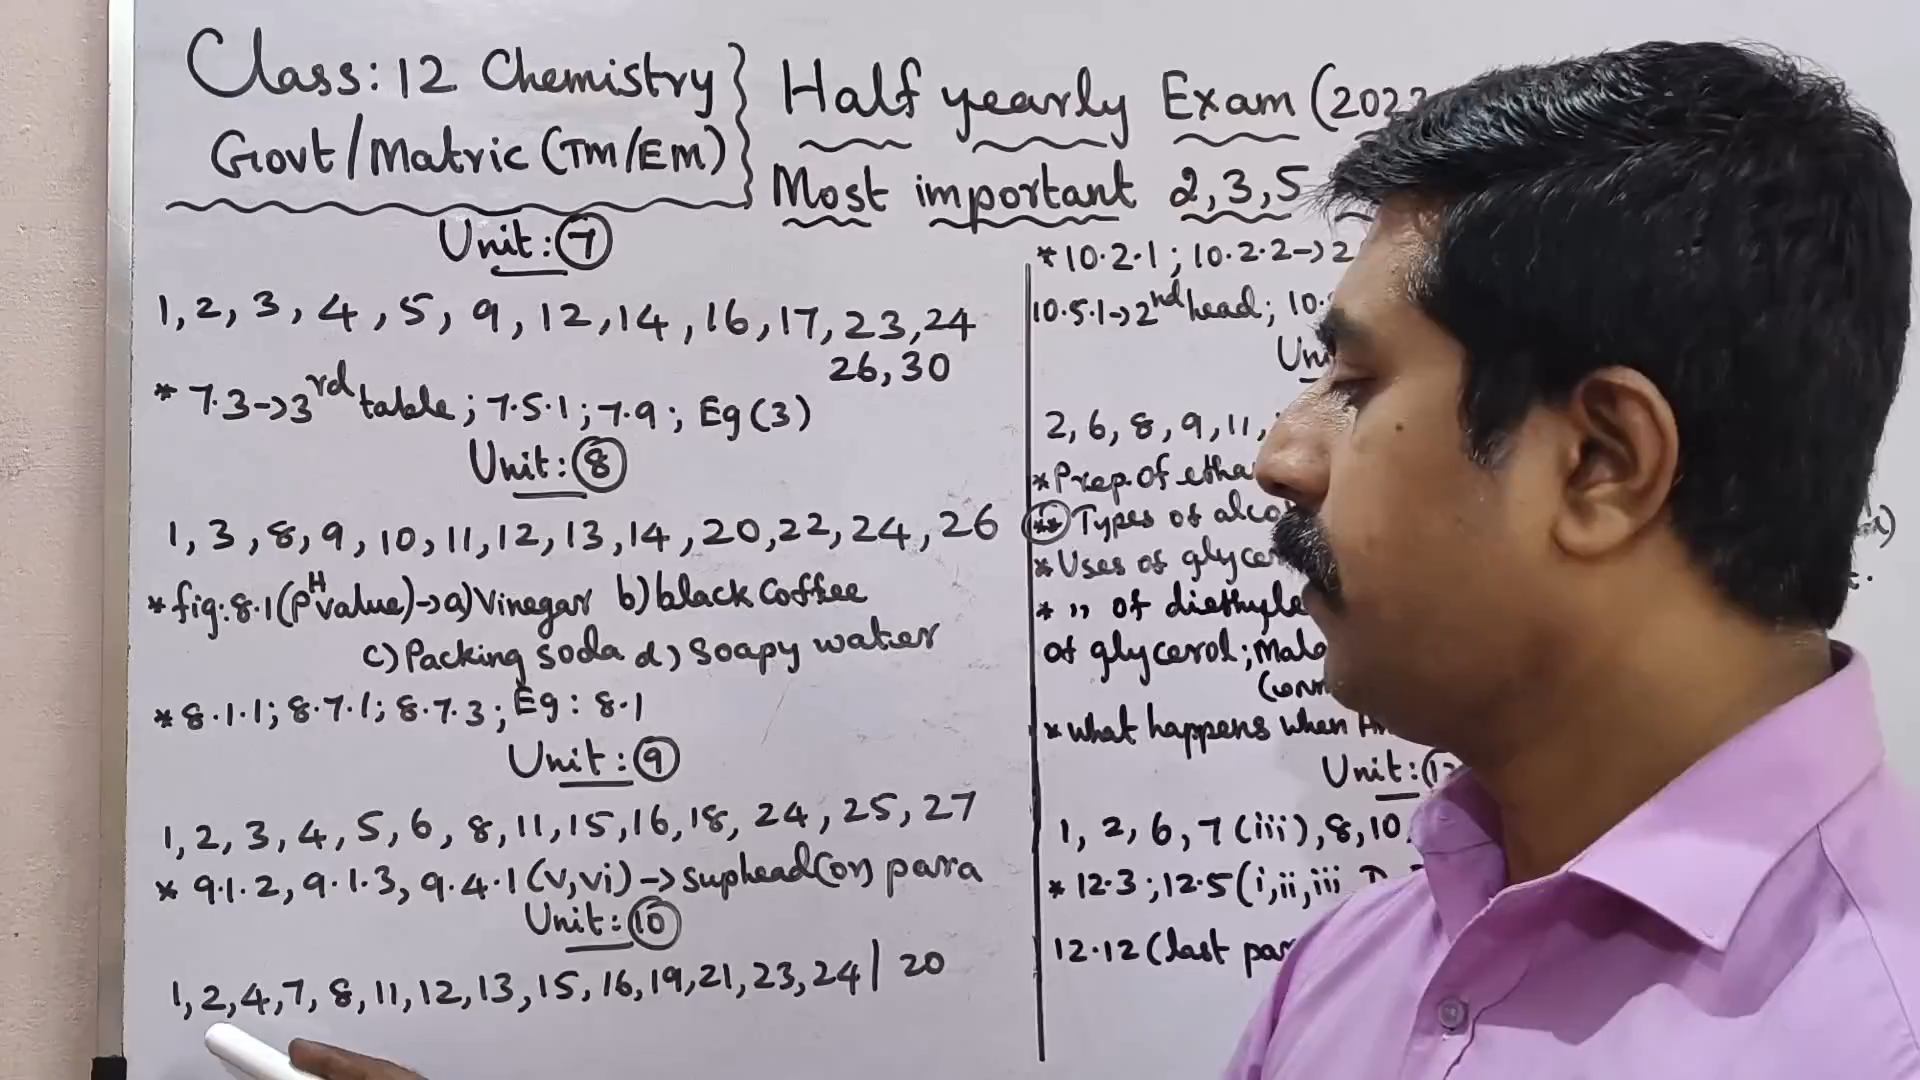 Class: 12 Chemistry
Govt/Matric (TM/EM)
Half yearly Exam (202
Most important 2,3,5
Unit: 7
1, 2, 3, 4, 5, 9, 12, 14, 16, 17, 23, 24
26, 30
* 7.3→3rd table; 7.5.1; 7.9; Eg (3)
Unit: 8
1, 3, 8, 9, 10, 11, 12, 13, 14, 20, 22, 24, 26
* fig: 8.1 (PH value)→a) Vinegar b) black Coffee
c) Packing soda d) Soapy water
* 8.1.1; 8.7.1; 8.7.3; Eg: 8.1
Unit: 9
1, 2, 3, 4, 5, 6, 8, 11, 15, 16, 18, 24, 25, 27
* 9.1.2, 9.1.3, 9.4.1 (v,vi)→suphead (or) para
Unit: 10
1, 2, 4, 7, 8, 11, 12, 13, 15, 16, 19, 21, 23, 24 | 20
* 10.2.1; 10.2.2→2
10.5.1→2nd head; 10.
Uni
2, 6, 8, 9, 11,
* Prep. of etha
** Types of alco
* Uses of glyce
* ,, of diethyle
of glycerol; Mala
* what happens when
Unit: 12
1, 2, 6, 7 (iii), 8, 10
* 12.3; 12.5 (i,ii,iii
12.12 (last par